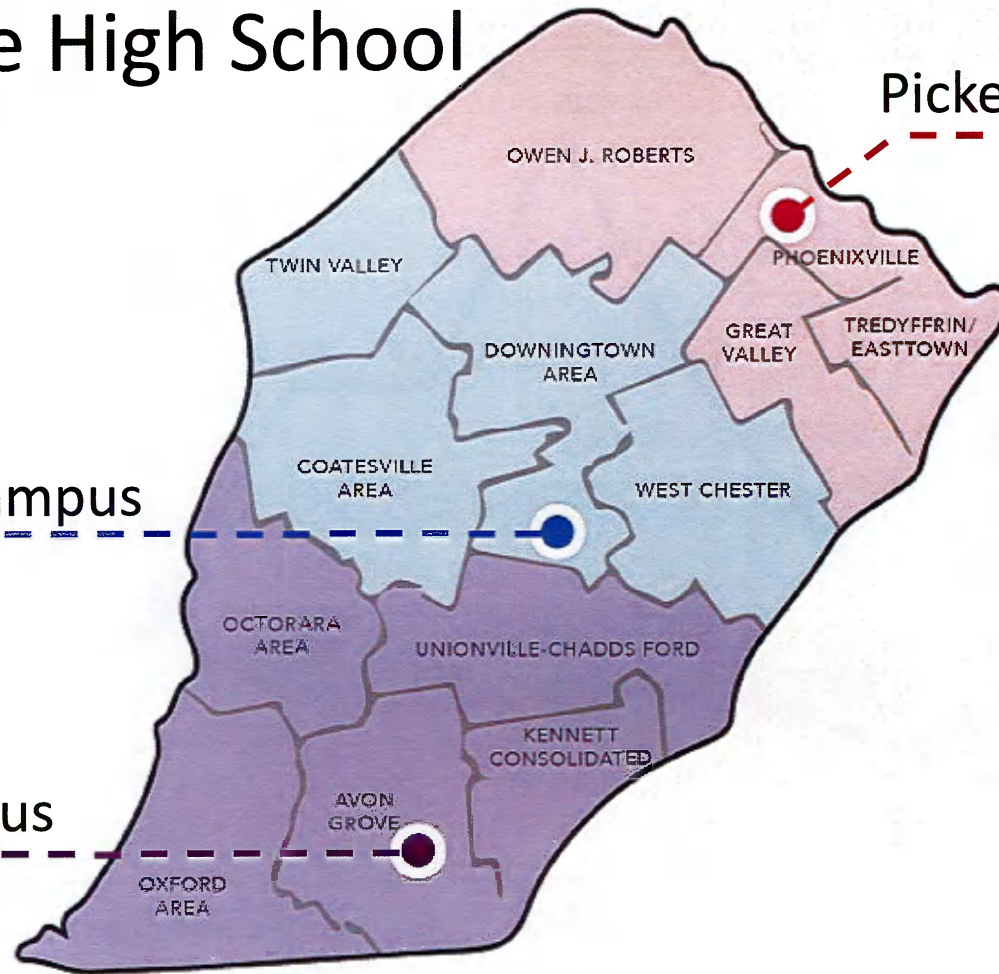 e High School
Picke
OWEN J. ROBERTS
TWIN VALLEY
PHOENIXVILLE
GREAT
VALLEY
TREDYFFRIN/
EASTTOWN
DOWNINGTOWN
AREA
COATESVILLE
AREA
WEST CHESTER
mpus
OCTORARA
AREA
UNIONVILLE-CHADDS FORD
KENNETT
CONSOLIDATED
AVON
GROVE
us
OXFORD
AREA